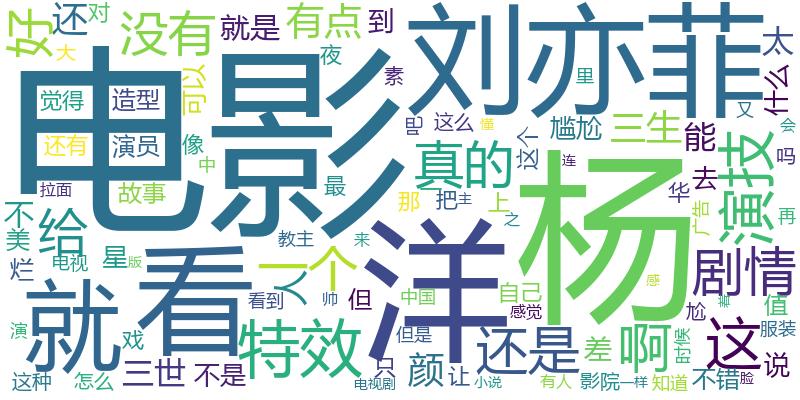 好
还
对
没有
就是
有点
到
刘亦菲
太
大
可以
夜
素
里
什么
电影
觉得
造型
还有
演员
像
中
拉面
故事
最
这么
懂
这个
尴尬
三生
能
又
会
吗
真的
连
演技
杨
洋
不
美
给
烂
电视
星
版
教主
来
那
把
主
上
之
华
去
广告
再
就
看
一个
人
看到
帅
但
中国
自己
感觉
感
剧情
尬
值
演
戏
特效
但是
还是
差
啊
时候
这
服装
说
这种
怎么
三世
不是
只
电视剧
颜
让
小说
有人
影院
一样
知道
不错
脸